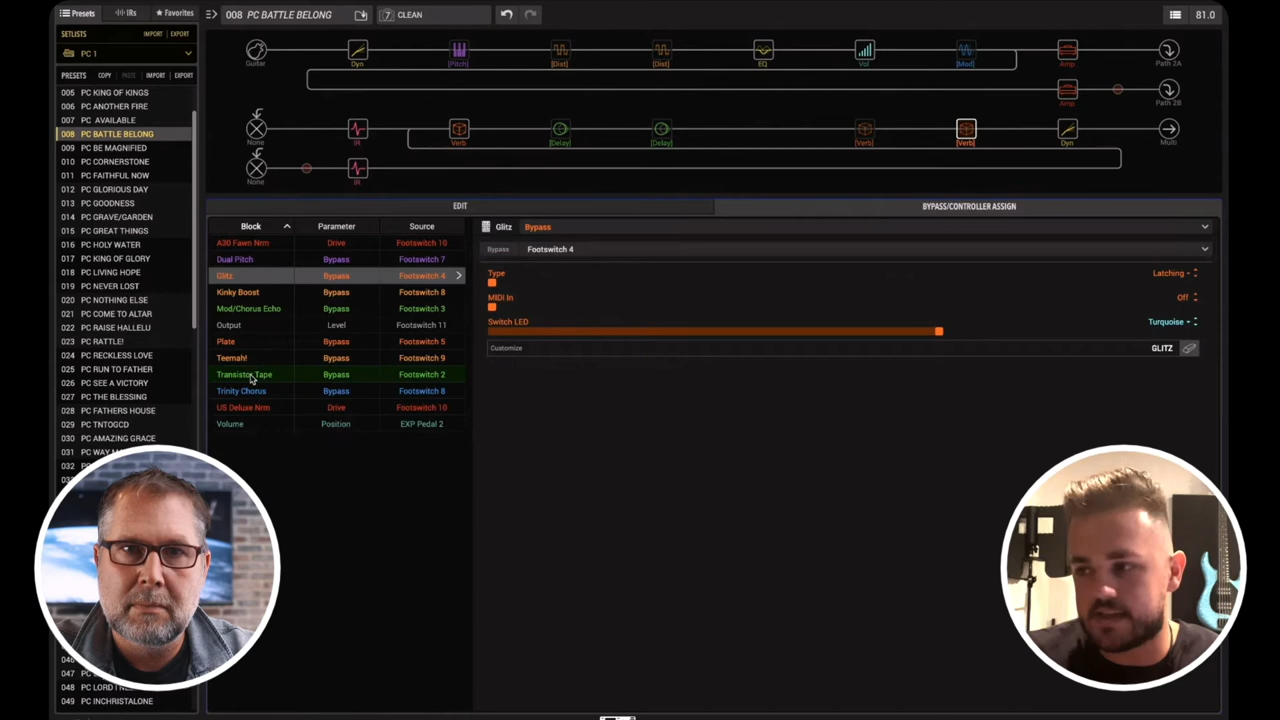 Presets IRs Favorites
SETLISTS IMPORT EXPORT
PC 1
PRESETS COPY PASTE IMPORT EXPORT
005 PC KING OF KINGS
006 PC ANOTHER FIRE
007 PC AVAILABLE
008 PC BATTLE BELONG
009 PC BE MAGNIFIED
010 PC CORNERSTONE
011 PC FAITHFUL NOW
012 PC GLORIOUS DAY
013 PC GOODNESS
014 PC GRAVE/GARDEN
015 PC GREAT THINGS
016 PC HOLY WATER
017 PC KING OF GLORY
018 PC LIVING HOPE
019 PC NEVER LOST
020 PC NOTHING ELSE
021 PC COME TO ALTAR
022 PC RAISE HALLELU
023 PC RATTLE!
024 PC RECKLESS LOVE
025 PC RUN TO FATHER
026 PC SEE A VICTORY
027 PC THE BLESSING
028 PC FATHERS HOUSE
029 PC TNTOGCD
030 PC AMAZING GRACE
031 PC WAY
032
047
048 PC LORD I
049 PC INCHRISTALONE
008 PC BATTLE BELONG 7 CLEAN 81.0
Guitar Dyn [Pitch] [Dist] [Dist] EQ Vol [Mod] Amp Path 2A
Amp Path 2B
None IR Verb [Delay] [Delay] [Verb] [Verb] Dyn Multi
None IR
EDIT BYPASS/CONTROLLER ASSIGN
Block Parameter Source
A30 Fawn Nrm Drive Footswitch 10
Dual Pitch Bypass Footswitch 7
Glitz Bypass Footswitch 4
Kinky Boost Bypass Footswitch 8
Mod/Chorus Echo Bypass Footswitch 3
Output Level Footswitch 11
Plate Bypass Footswitch 5
Teemah! Bypass Footswitch 9
Transistor Tape Bypass Footswitch 2
Trinity Chorus Bypass Footswitch 8
US Deluxe Nrm Drive Footswitch 10
Volume Position EXP Pedal 2
Glitz Bypass
Bypass Footswitch 4
Type Latching
MIDI In Off
Switch LED Turquoise
Customize GLITZ